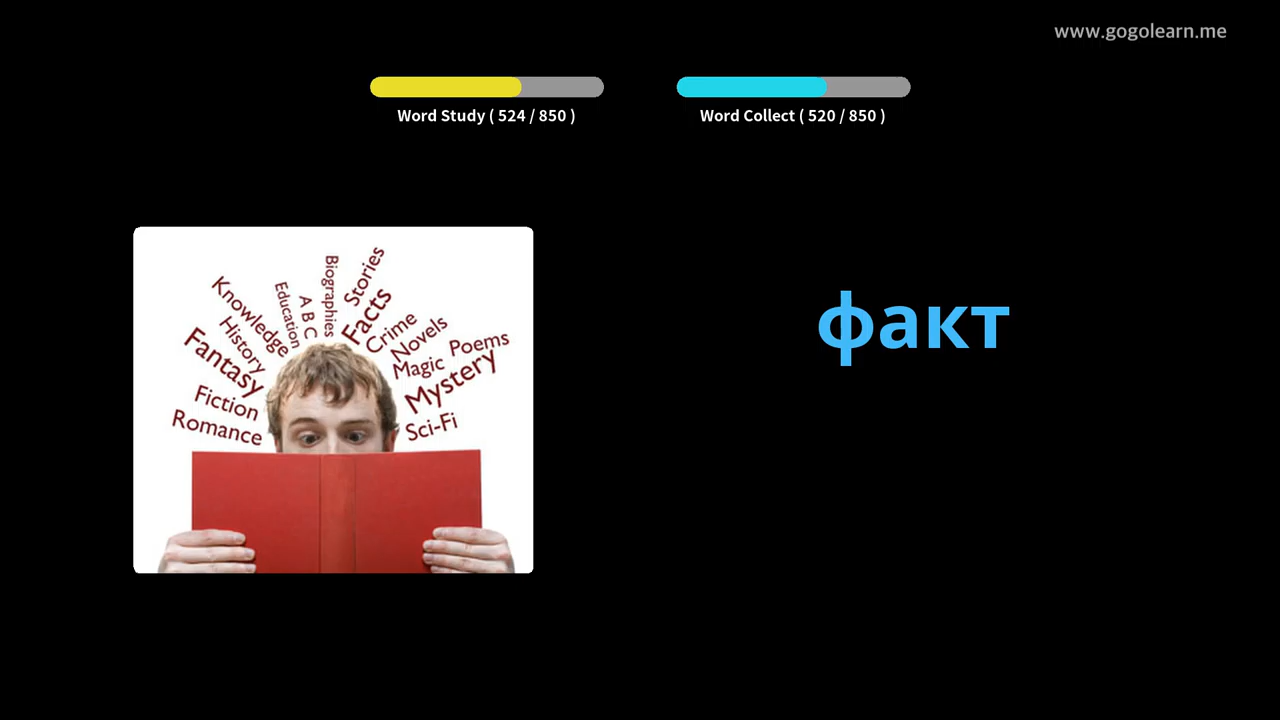 www.gogolearn.me
Word Study ( 524 / 850 )
Word Collect ( 520 / 850 )
Romance
Fiction
Fantasy
History
Knowledge
Education
A B C
Biographies
Stories
Facts
Crime
Novels
Magic
Poems
Mystery
Sci-Fi
факт